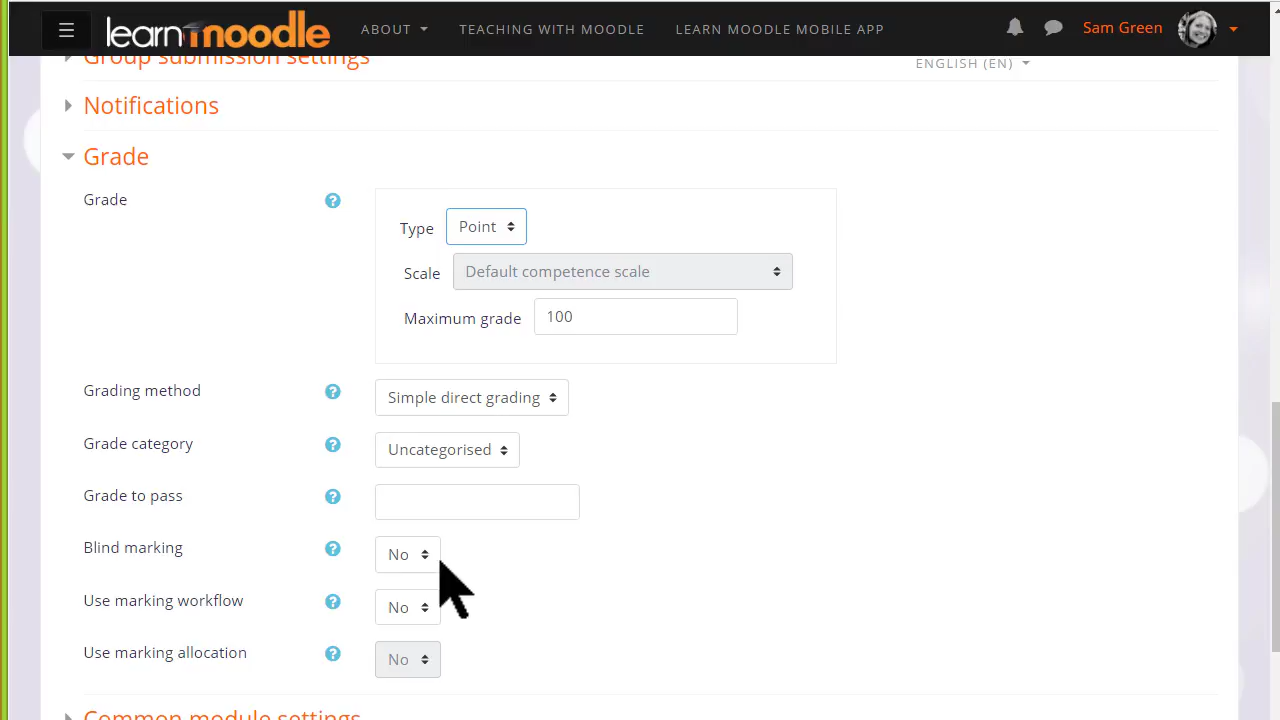 learn moodle ABOUT TEACHING WITH MOODLE LEARN MOODLE MOBILE APP Sam Green
Group submission settings
ENGLISH (EN)
Notifications
Grade
Grade
Type Point
Scale Default competence scale
Maximum grade 100
Grading method Simple direct grading
Grade category Uncategorised
Grade to pass
Blind marking No
Use marking workflow No
Use marking allocation No
Common module settings